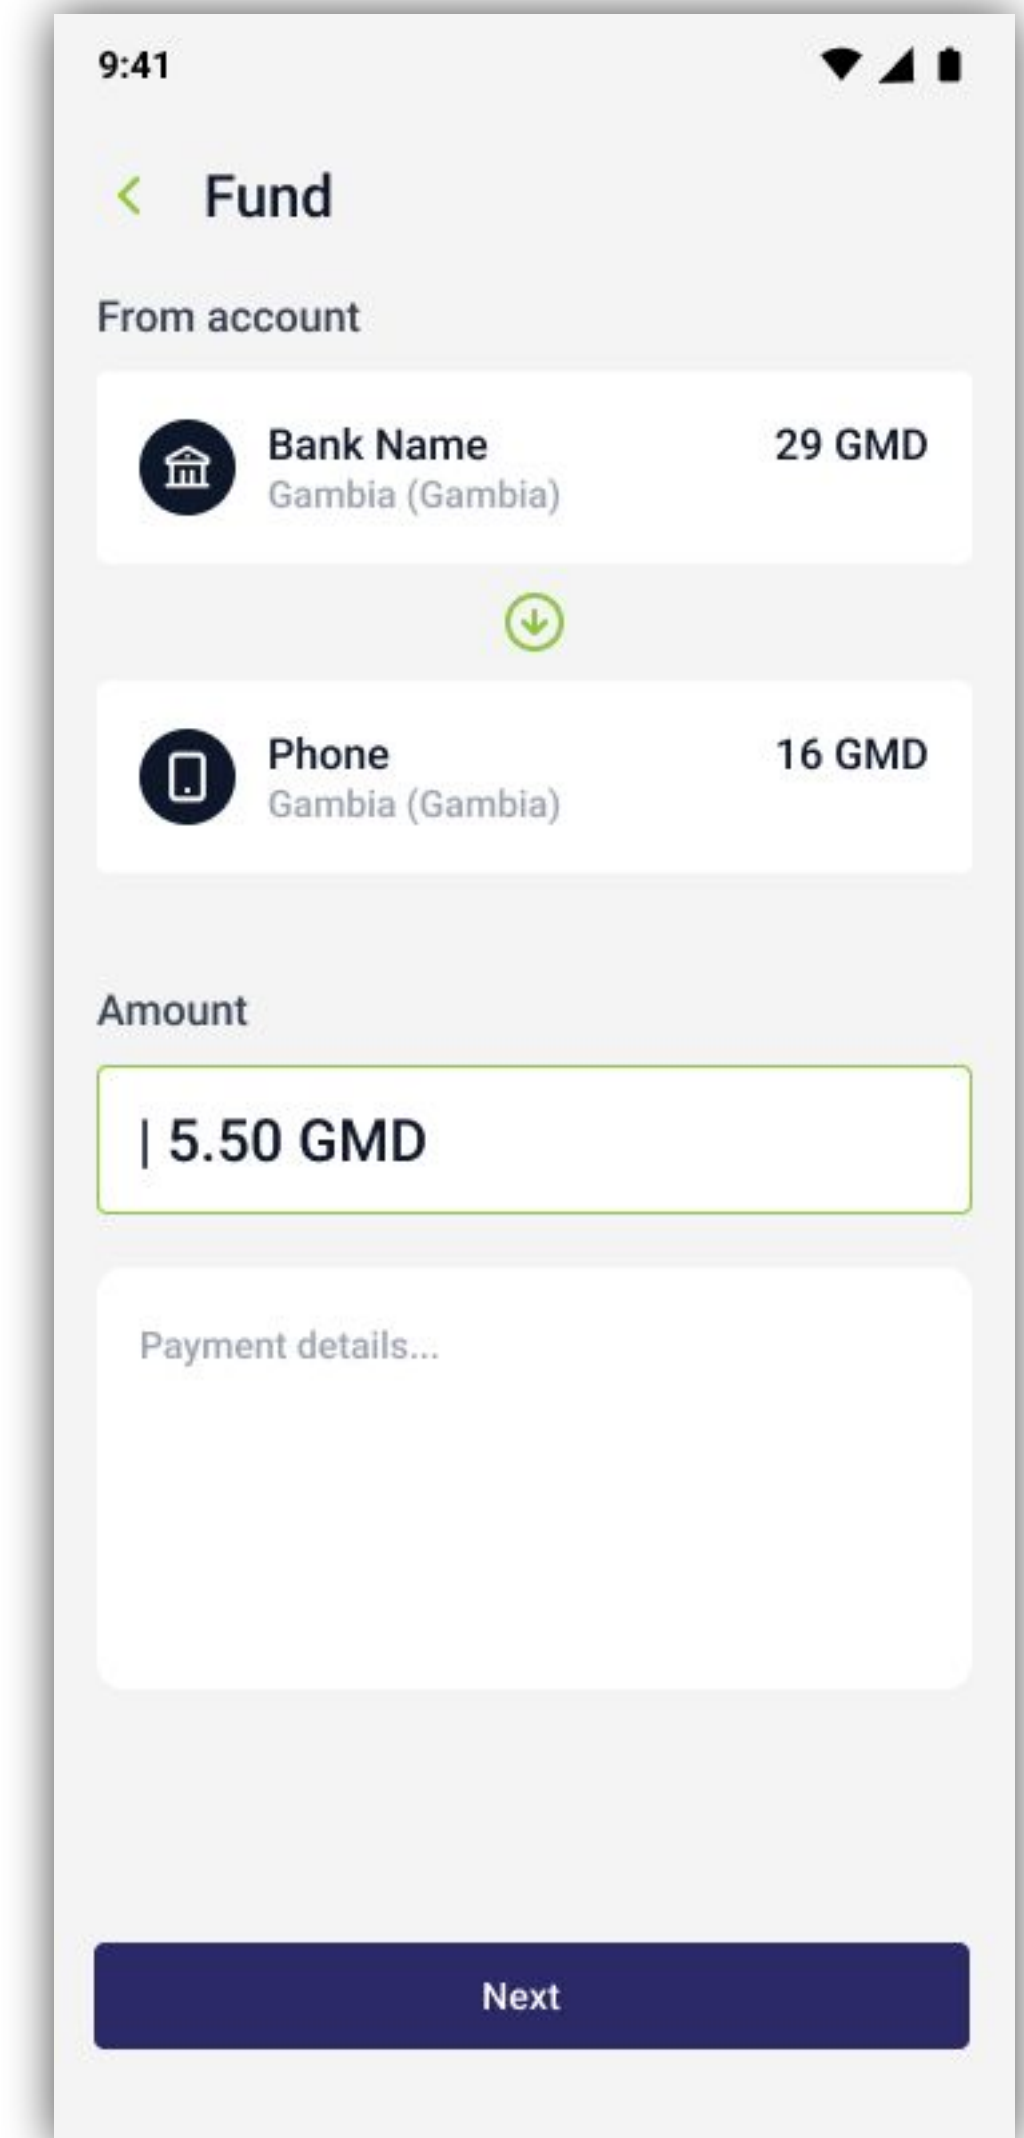 9:41
Fund
From account
Bank Name 29 GMD
Gambia (Gambia)
Phone 16 GMD
Gambia (Gambia)
Amount
| 5.50 GMD
Payment details...
Next